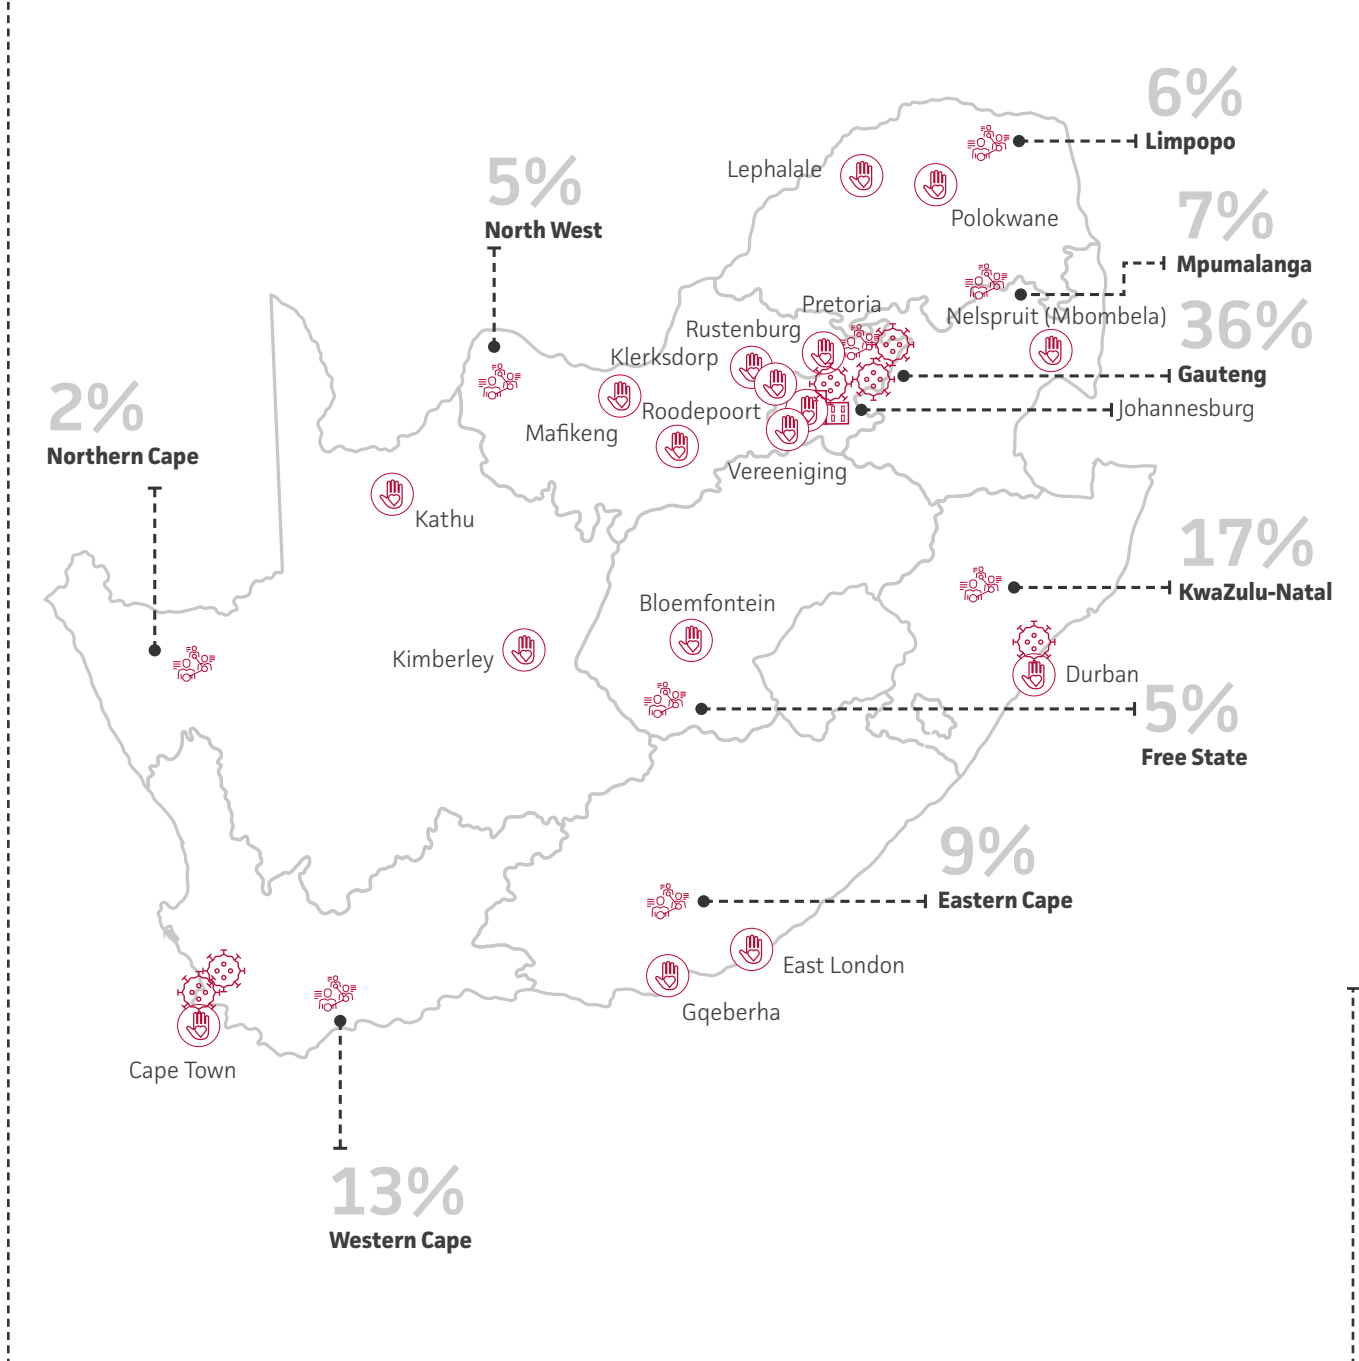 6%
Limpopo
Lephalale
Polokwane
5%
North West
7%
Mpumalanga
Pretoria
Nelspruit (Mbombela)
36%
Gauteng
Rustenburg
Klerksdorp
2%
Northern Cape
Roodepoort
Johannesburg
Mafikeng
Vereeniging
Kathu
17%
KwaZulu-Natal
Bloemfontein
Kimberley
Durban
5%
Free State
9%
Eastern Cape
East London
Gqeberha
Cape Town
13%
Western Cape